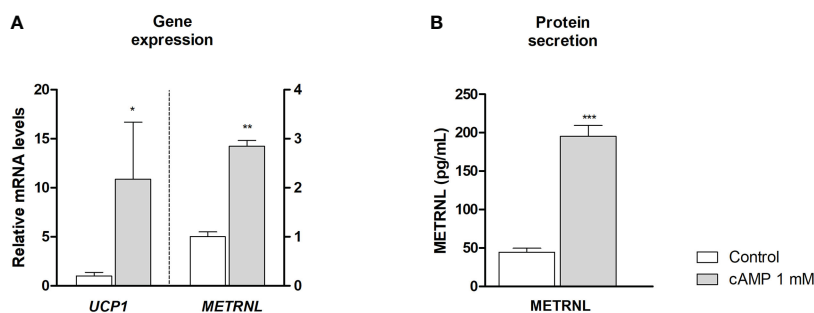 A
Gene
expression
Relative mRNA levels
20
15
10
5
0
*
**
4
3
2
1
0
UCP1
METRNL
B
Protein
secretion
METRNL (pg/mL)
250
200
150
100
50
0
***
METRNL
Control
cAMP 1 mM